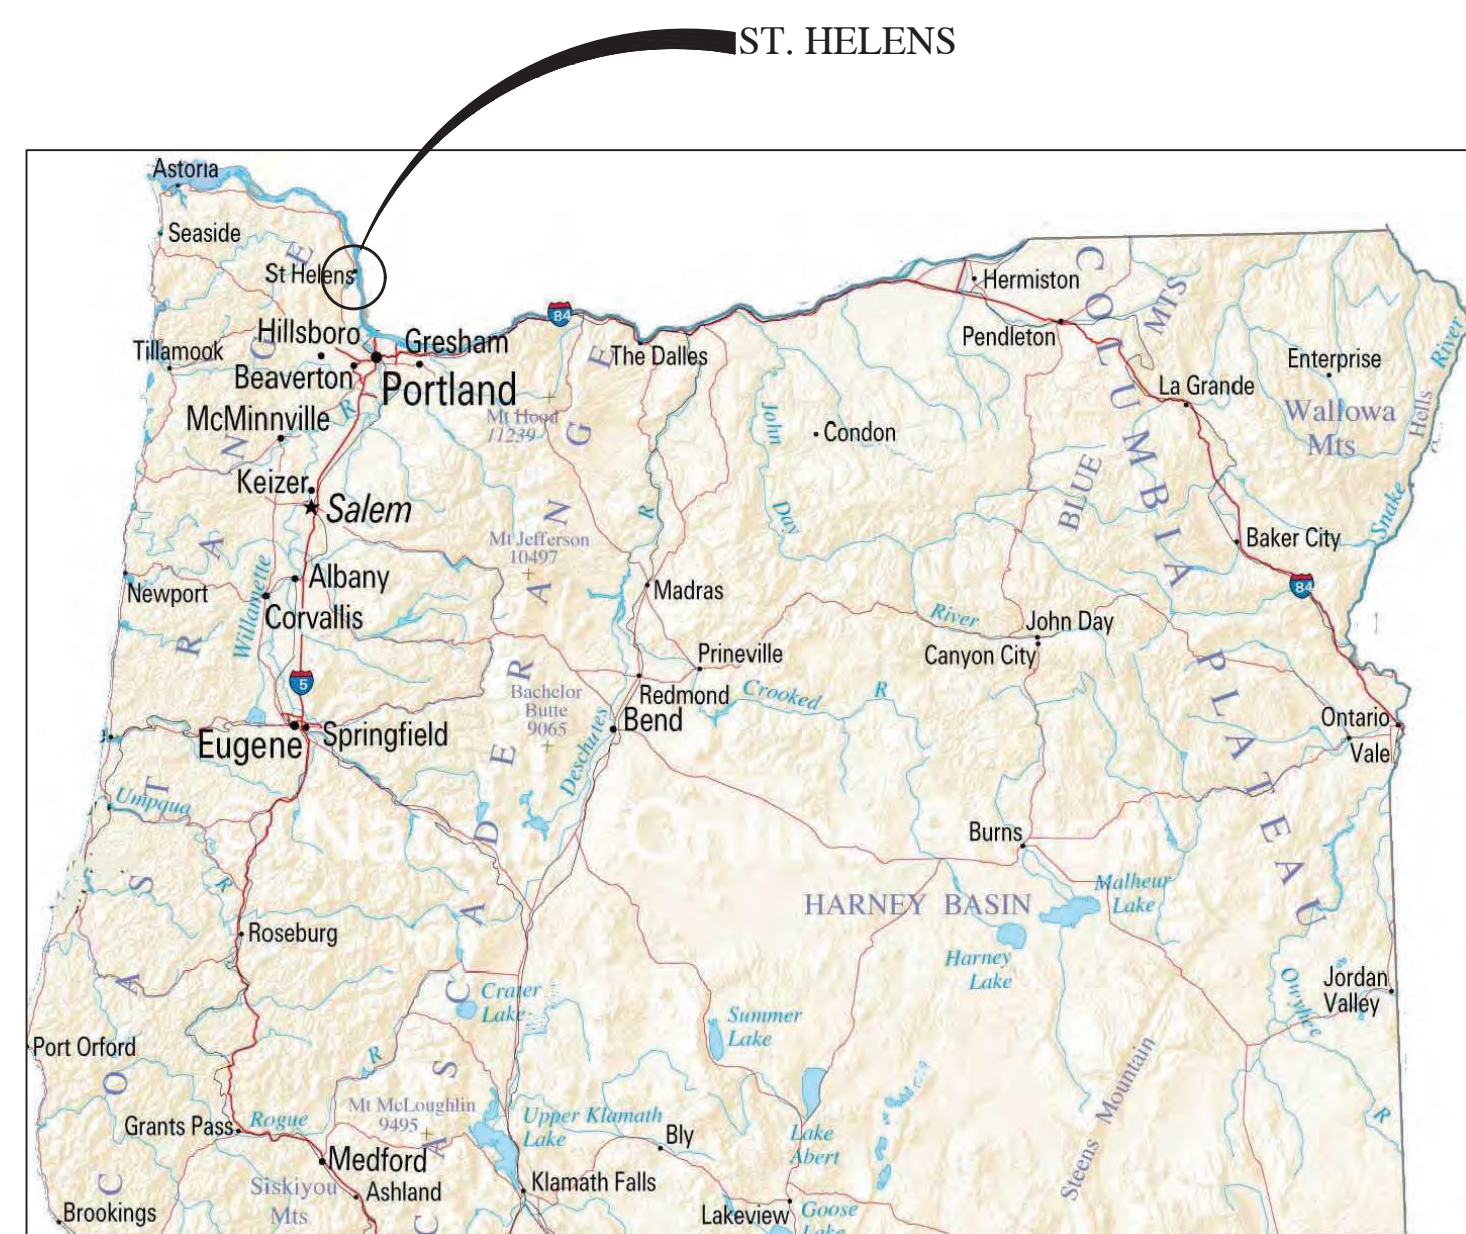 ST. HELENS
Astoria
Seaside
St Helens
Hermiston
84
Pendleton
Hillsboro
Gresham
Tillamook
The Dalles
Enterprise
Beaverton
Portland
La Grande
McMinnville
R
Mt Hood
11239
John
Day
Condon
Wallowa
Mts
Hells
River
Snake
Keizer
Salem
BLUE
MTS
R
Mt Jefferson
10497
Baker City
84
Newport
Albany
Corvallis
Willamette
Madras
River
John Day
Canyon City
Prineville
Redmond
Crooked
R
Bend
Deschutes
Bachelor
Butte
9065
5
Eugene
Springfield
Ontario
Vale
Umpqua
R
Burns
HARNEY BASIN
Malheur
Lake
Harney
Lake
Roseburg
Jordan
Valley
Owyhee
R
Crater
Lake
Summer
Lake
Port Orford
R
Steens Mountain
Mt McLoughlin
9495
Upper Klamath
Lake
Lake
Abert
Bly
Grants Pass
Rogue
Medford
Siskiyou
Mts
Ashland
Klamath Falls
Brookings
Lakeview
Goose
Lake
COAST RANGE
CASCADE RANGE
COLUMBIA PLATEAU